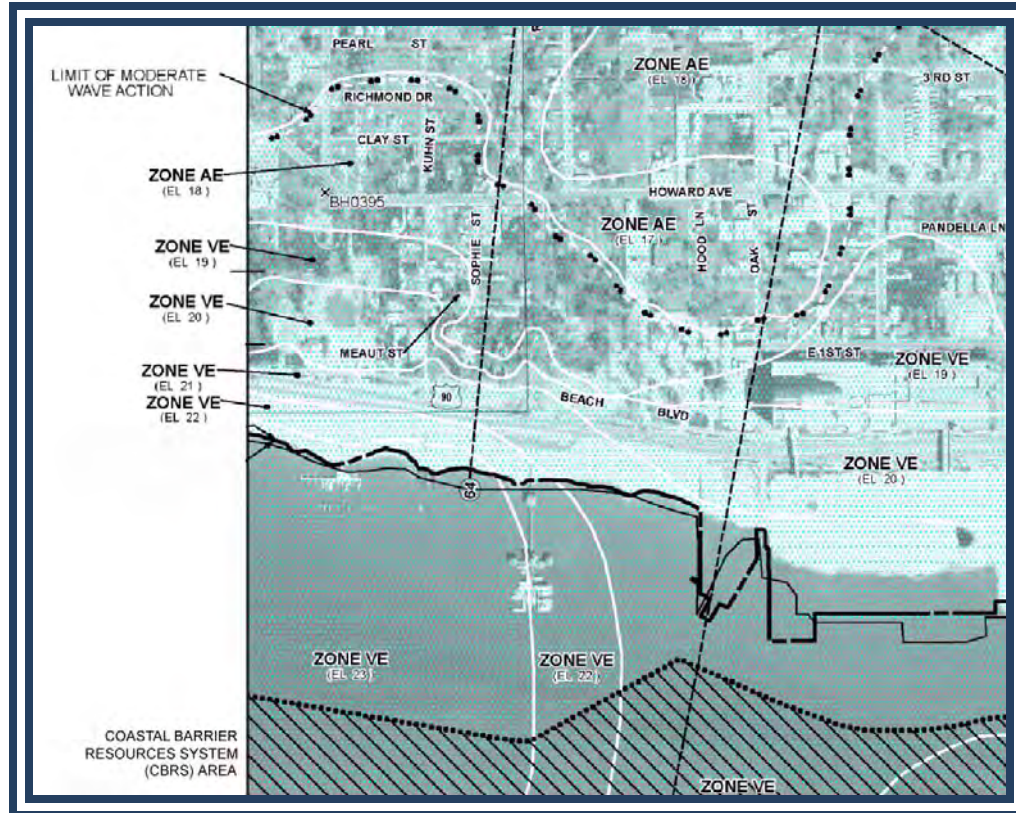 PEARL ST
ZONE AE
(EL 18)
3 RD ST
LIMIT OF MODERATE
WAVE ACTION
RICHMOND DR
CLAY ST
KUHN ST
ZONE AE
(EL 18)
BH0395
HOWARD AVE
ZONE AE
(EL 17)
HOOD LN
OAK ST
PANDELLA LN
SOPHIE ST
ZONE VE
(EL 19)
ZONE VE
(EL 20)
MEAUT ST
E 1ST ST
ZONE VE
(EL 19)
ZONE VE
(EL 21)
90
BEACH BLVD
ZONE VE
(EL 22)
ZONE VE
(EL 20)
64
ZONE VE
(EL 23)
ZONE VE
(EL 22)
COASTAL BARRIER
RESOURCES SYSTEM
(CBRS) AREA
ZONE VE